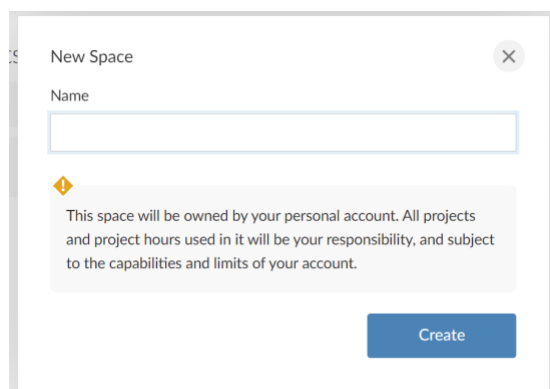 New Space
Name
This space will be owned by your personal account. All projects
and project hours used in it will be your responsibility, and subject
to the capabilities and limits of your account.
Create